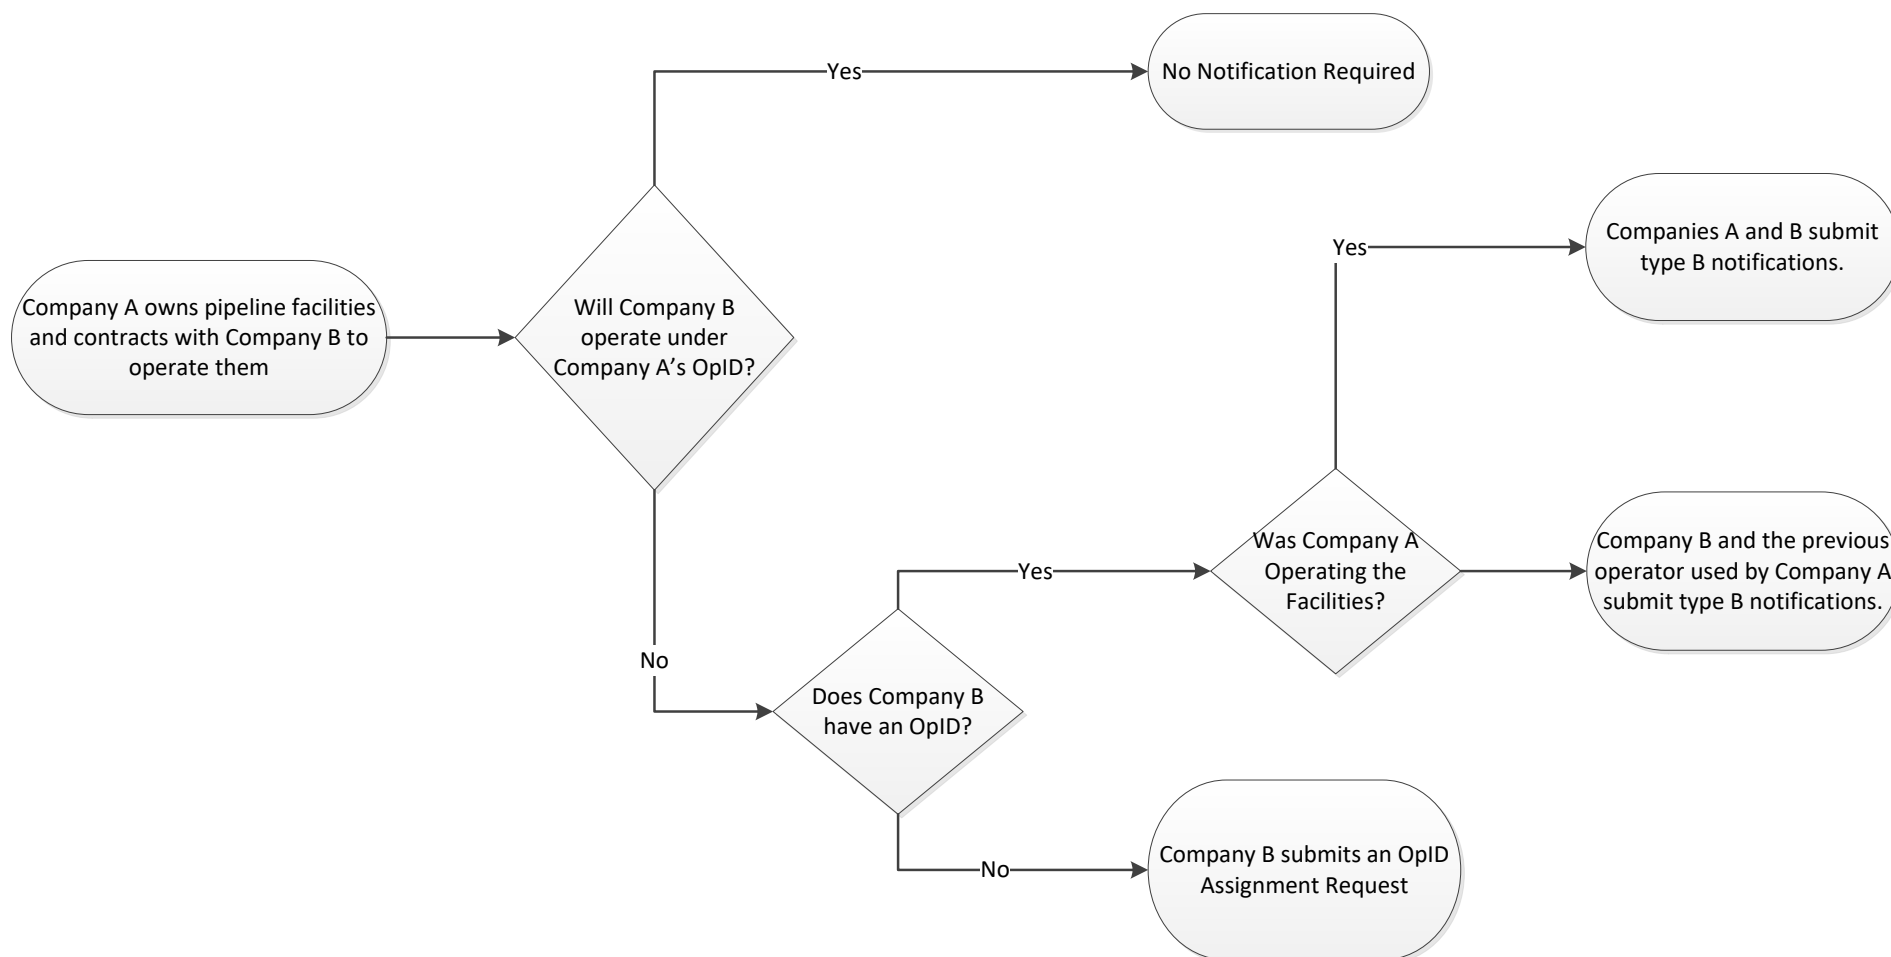 Yes
No Notification Required
Companies A and B submit
type B notifications.
Yes
Company A owns pipeline facilities
and contracts with Company B to
operate them
Will Company B
operate under
Company A's OpID?
Was Company A
Operating the
Facilities?
Company B and the previous
operator used by Company A
submit type B notifications.
Yes
No
Does Company B
have an OpID?
Company B submits an OpID
Assignment Request
No